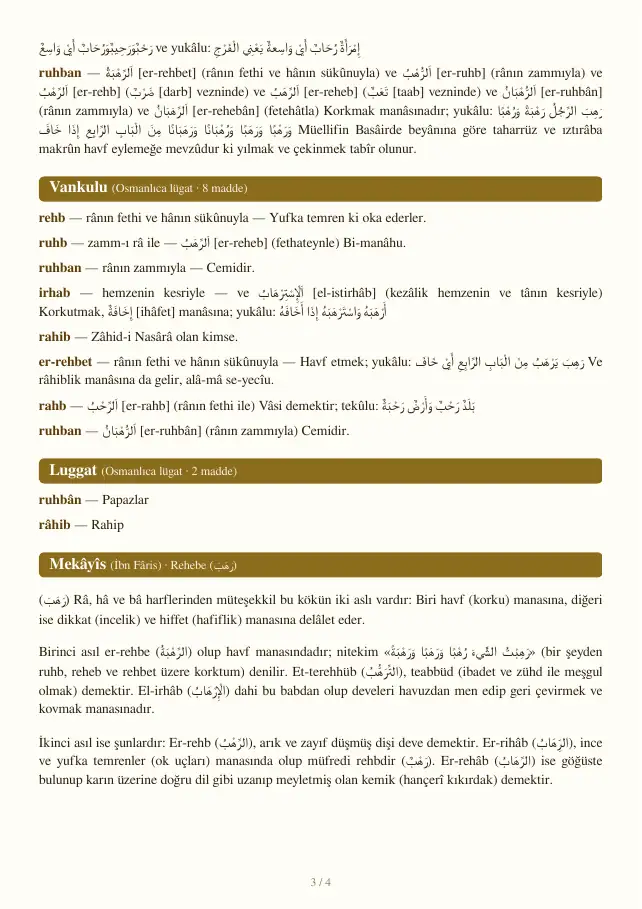 رَحْبٌوَرَحِيبٌوَرُحَابٌ أَيْ وَاسِعٌ ve yukâlu: إِمْرَأَةٌ رُحَابٌ أَيْ وَاسِعةٌ يَعْنِي الْفَرْجِ
ruhban — اَلرَّهْبَةُ [er-rehbet] (rânın fethi ve hânın sükûnuyla) ve اَلرُّهْبُ [er-ruhb] (rânın zammıyla) ve
اَلرَّهْبُ [er-rehb] (ضَرْبٌ [darb] vezninde) ve اَلرَّهَبُ [er-reheb] (تَعَبٌ [taab] vezninde) ve اَلرُّهْبَانُ [er-ruhbân]
(rânın zammıyla) ve اَلرَّهَبَانُ [er-rehebân] (fetehâtla) Korkmak manâsınadır; yukâlu: رَهِبَ الرَّجُلُ رَهْبَةً وَرُهْبًا
وَرَهْبًا وَرَهَبًا وَرُهْبَانًا وَرَهَبَانًا مِنَ الْبَابِ الرَّابِعِ إِذَا خَافَ Müellifin Basâirde beyânına göre taharrüz ve ıztırâba
makrûn havf eylemeğe mevzûdur ki yılmak ve çekinmek tabîr olunur.
Vankulu (Osmanlıca lügat · 8 madde)
rehb — rânın fethi ve hânın sükûnuyla — Yufka temren ki oka ederler.
ruhb — zamm-ı râ ile — اَلرَّهَبُ [er-reheb] (fethateynle) Bi-manâhu.
ruhban — rânın zammıyla — Cemidir.
irhab — hemzenin kesriyle — ve اَلْإِسْتِرْهَابُ [el-istirhâb] (kezâlik hemzenin ve tânın kesriyle)
Korkutmak, إِخَافَةٌ [ihâfet] manâsına; yukâlu: أَرْهَبَهُ وَاسْتَرْهَبَهُ إِذَا أَخَافَهُ
rahib — Zâhid-i Nasârâ olan kimse.
er-rehbet — rânın fethi ve hânın sükûnuyla — Havf etmek; yukâlu: رَهِبَ يَرْهَبُ مِنْ الْبَابِ الرَّابِعِ أَيْ خَافَ Ve
râhiblik manâsına da gelir, alâ-mâ se-yecîu.
rahb — اَلرَّحْبُ [er-rahb] (rânın fethi ile) Vâsi demektir; tekûlu: بَلَدٌ رَحْبٌ وَأَرْضٌ رَحْبَةٌ
ruhban — اَلرُّهْبَانُ [er-ruhbân] (rânın zammıyla) Cemidir.
Luggat (Osmanlıca lügat · 2 madde)
ruhbân — Papazlar
râhib — Rahip
Mekâyîs (İbn Fâris) · Rehebe (رَهَبَ)
(رَهَبَ) Râ, hâ ve bâ harflerinden müteşekkil bu kökün iki aslı vardır: Biri havf (korku) manasına, diğeri
ise dikkat (incelik) ve hiffet (hafiflik) manasına delâlet eder.
Birinci asıl er-rehbe (الرَّهْبَةُ) olup havf manasındadır; nitekim «رَهِبْتُ الشَّيءَ رُهْبًا وَرَهَبًا وَرَهْبَةً» (bir şeyden
ruhb, reheb ve rehbet üzere korktum) denilir. Et-terehhüb (التَّرَهُّبُ), teabbüd (ibadet ve zühd ile meşgul
olmak) demektir. El-irhâb (الْإِرْهَابُ) dahi bu babdan olup develeri havuzdan men edip geri çevirmek ve
kovmak manasınadır.
İkinci asıl ise şunlardır: Er-rehb (الرَّهْبُ), arık ve zayıf düşmüş dişi deve demektir. Er-rihâb (الرِّهَابُ), ince
ve yufka temrenler (ok uçları) manasında olup müfredi rehbdir (رَهْبٌ). Er-rehâb (الرَّهَابُ) ise göğüste
bulunup karın üzerine doğru dil gibi uzanıp meyletmiş olan kemik (hançerî kıkırdak) demektir.
3 / 4